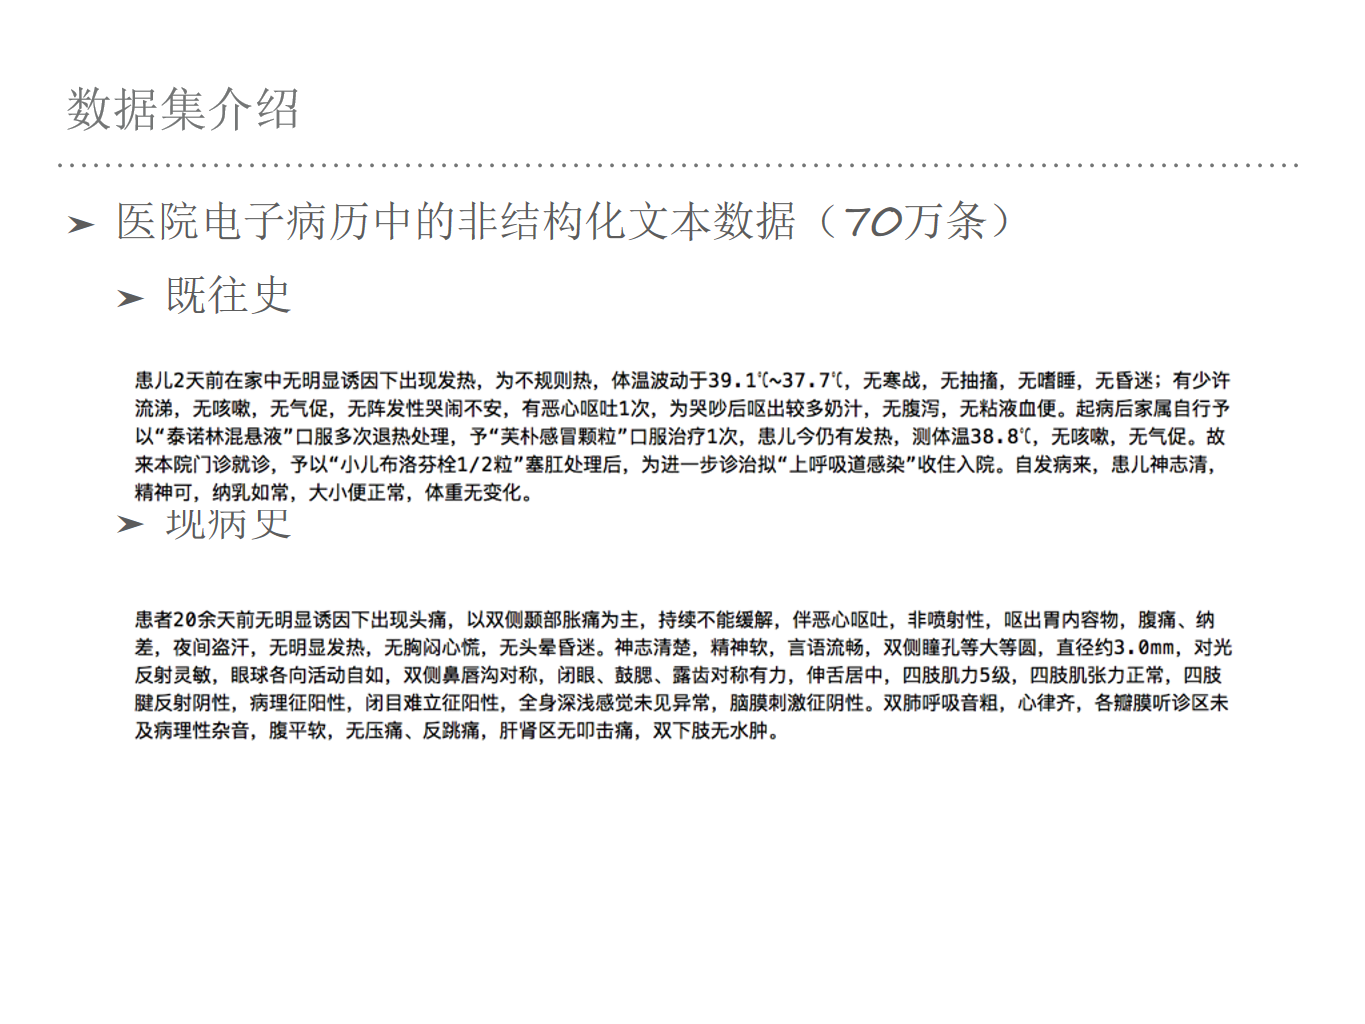 数据集介绍
➤ 医院电子病历中的非结构化文本数据（70万条）
➤ 既往史
患儿2天前在家中无明显诱因下出现发热，为不规则热，体温波动于39.1℃~37.7℃，无寒战，无抽搐，无嗜睡，无昏迷；有少许
流涕，无咳嗽，无气促，无阵发性哭闹不安，有恶心呕吐1次，为哭吵后呕出较多奶汁，无腹泻，无粘液血便。起病后家属自行予
以“泰诺林混悬液”口服多次退热处理，予“芙朴感冒颗粒”口服治疗1次，患儿今仍有发热，测体温38.8℃，无咳嗽，无气促。故
来本院门诊就诊，予以“小儿布洛芬栓1/2粒”塞肛处理后，为进一步诊治拟“上呼吸道感染”收住入院。自发病来，患儿神志清，
精神可，纳乳如常，大小便正常，体重无变化。
➤ 现病史
患者20余天前无明显诱因下出现头痛，以双侧颞部胀痛为主，持续不能缓解，伴恶心呕吐，非喷射性，呕出胃内容物，腹痛、纳
差，夜间盗汗，无明显发热，无胸闷心慌，无头晕昏迷。神志清楚，精神软，言语流畅，双侧瞳孔等大等圆，直径约3.0mm，对光
反射灵敏，眼球各向活动自如，双侧鼻唇沟对称，闭眼、鼓腮、露齿对称有力，伸舌居中，四肢肌力5级，四肢肌张力正常，四肢
腱反射阴性，病理征阳性，闭目难立征阳性，全身深浅感觉未见异常，脑膜刺激征阴性。双肺呼吸音粗，心律齐，各瓣膜听诊区未
及病理性杂音，腹平软，无压痛、反跳痛，肝肾区无叩击痛，双下肢无水肿。